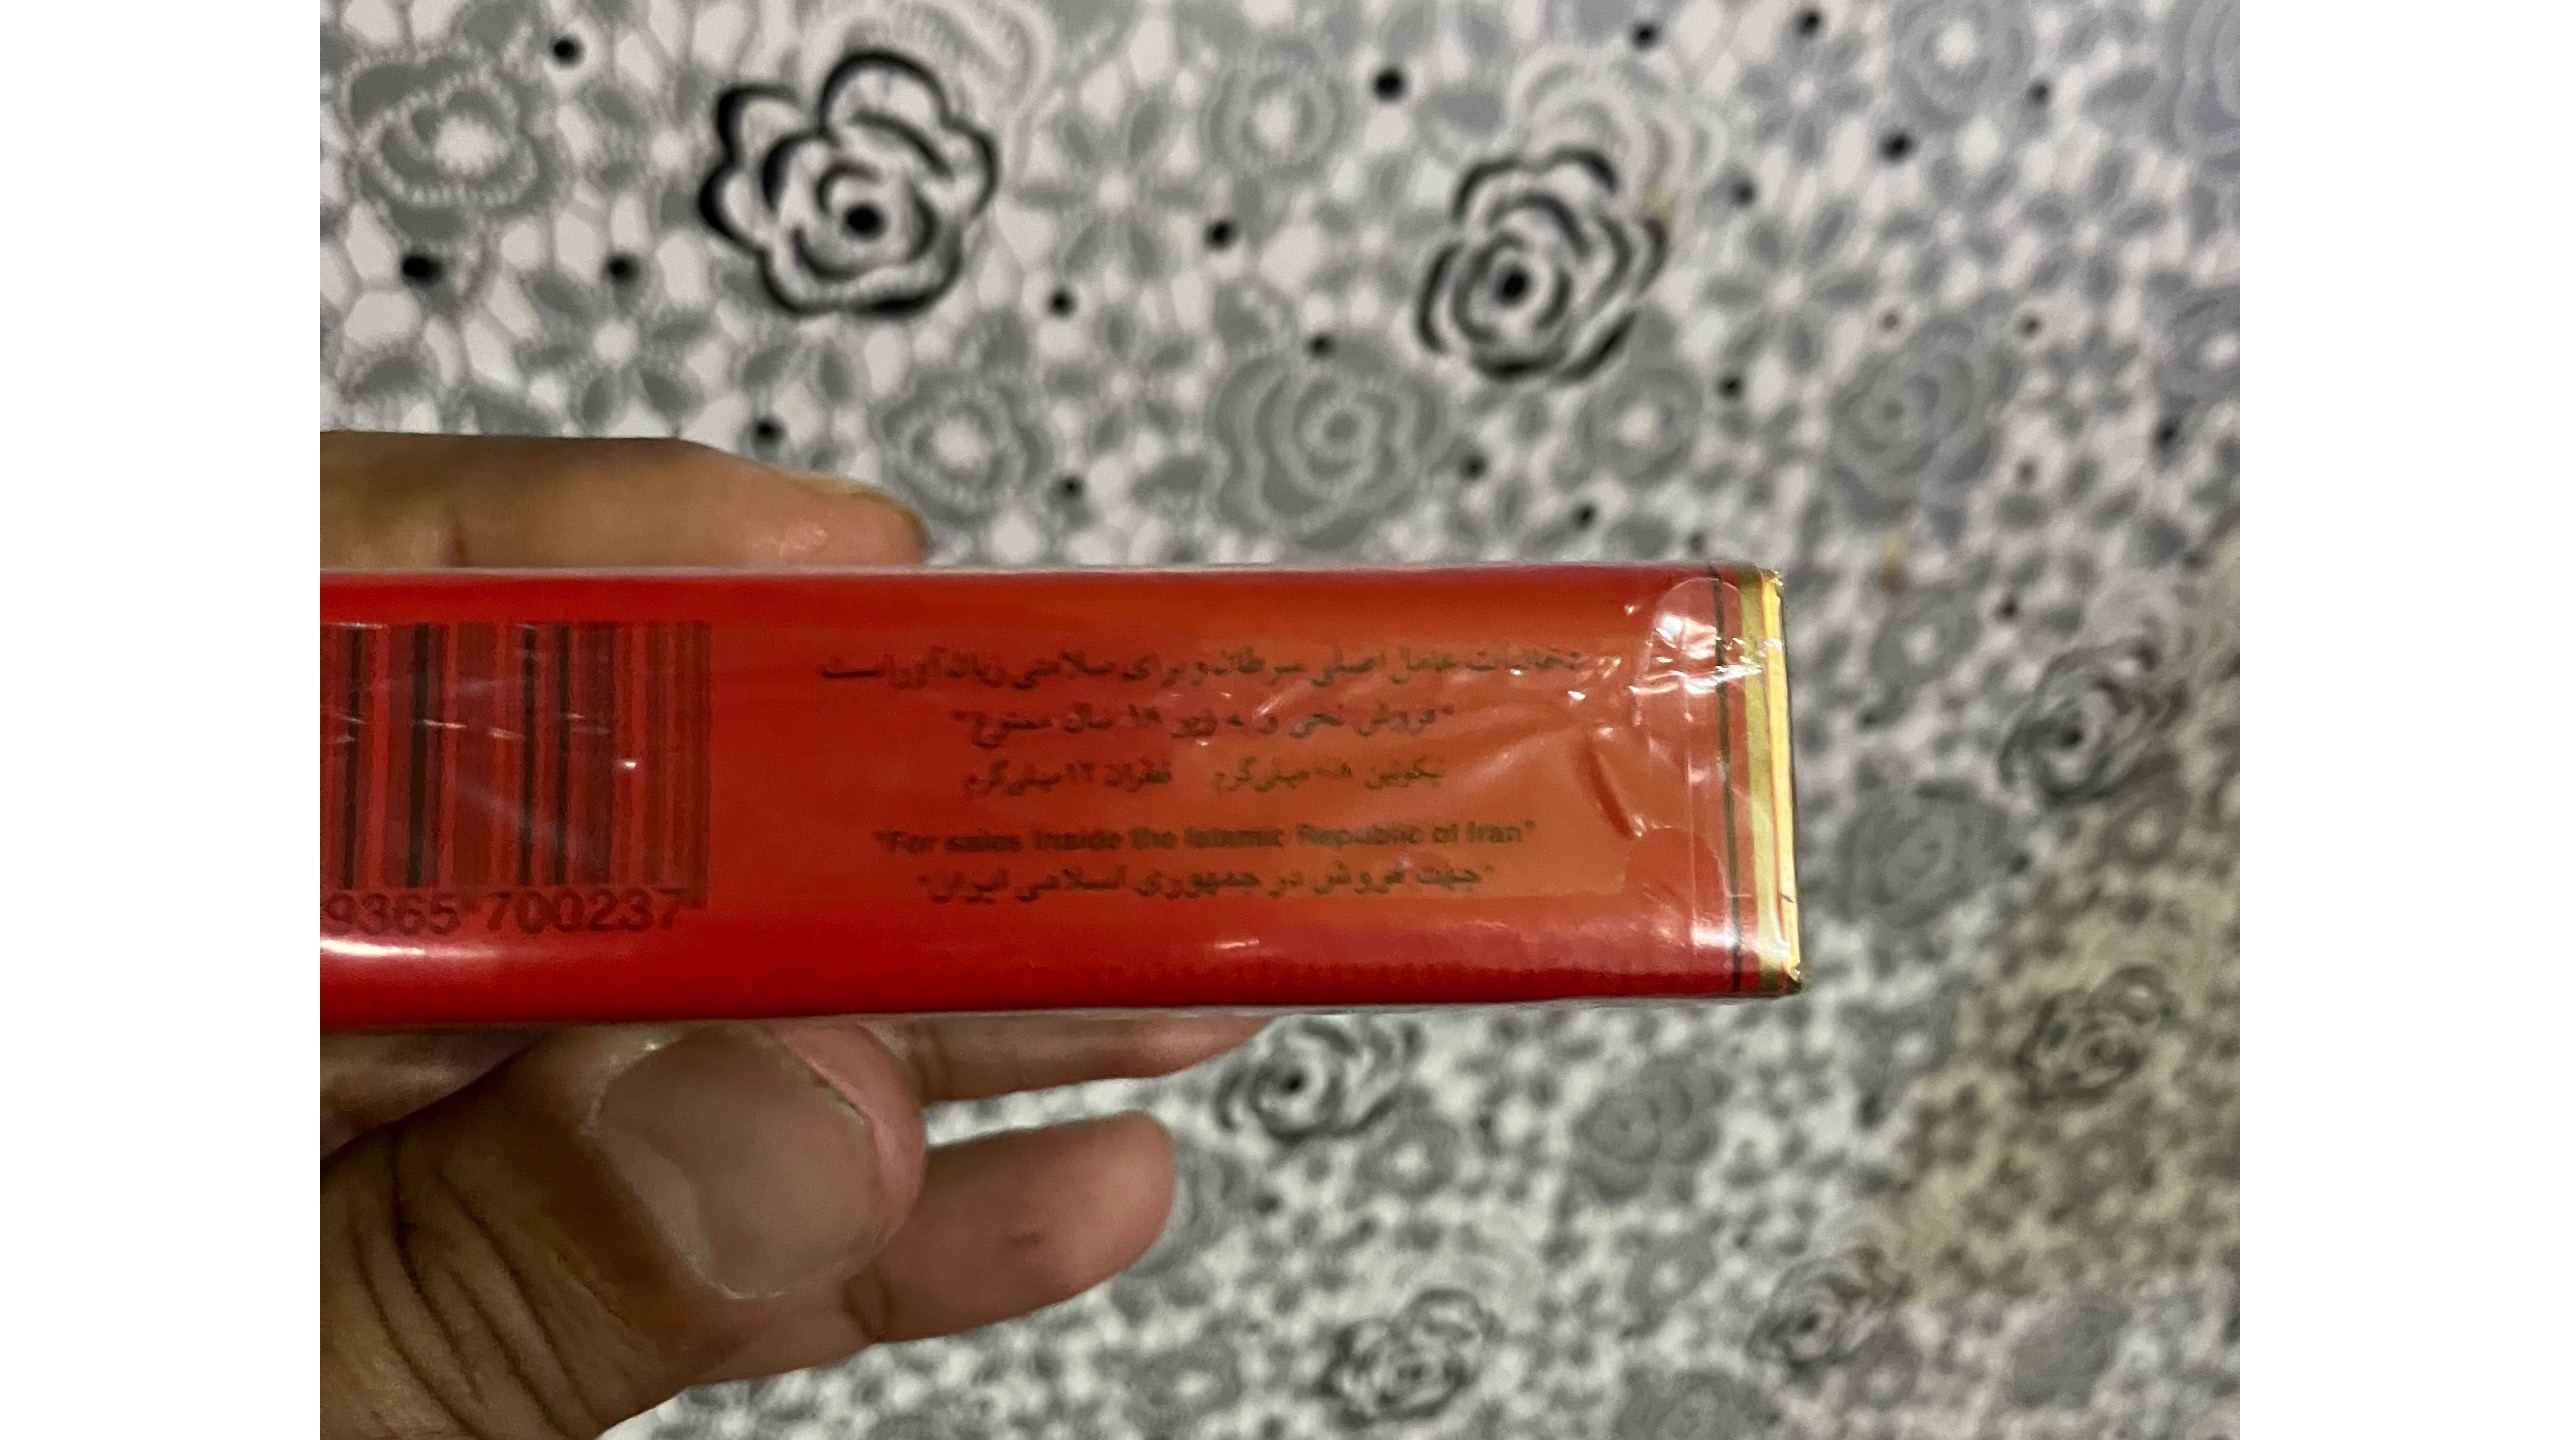 دخانیات عامل اصلی سرطان و برای سلامتی زیان‌آور است
"فروش نخی و به زیر ۱۸ سال ممنوع"
نیکوتین ۰.۸ میلی‌گرم قطران ۱۲ میلی‌گرم
"For sales inside the Islamic Republic of Iran"
"جهت فروش در جمهوری اسلامی ایران"
9365 700237